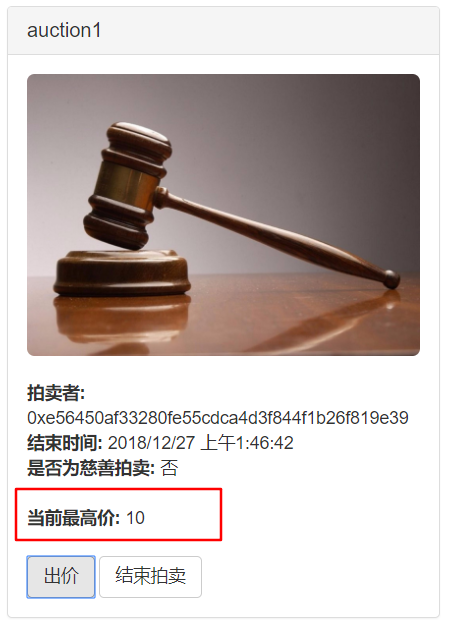 auction1
拍卖者:
0xe56450af33280fe55cdca4d3f844f1b26f819e39
结束时间: 2018/12/27 上午1:46:42
是否为慈善拍卖: 否
当前最高价: 10
出价 结束拍卖